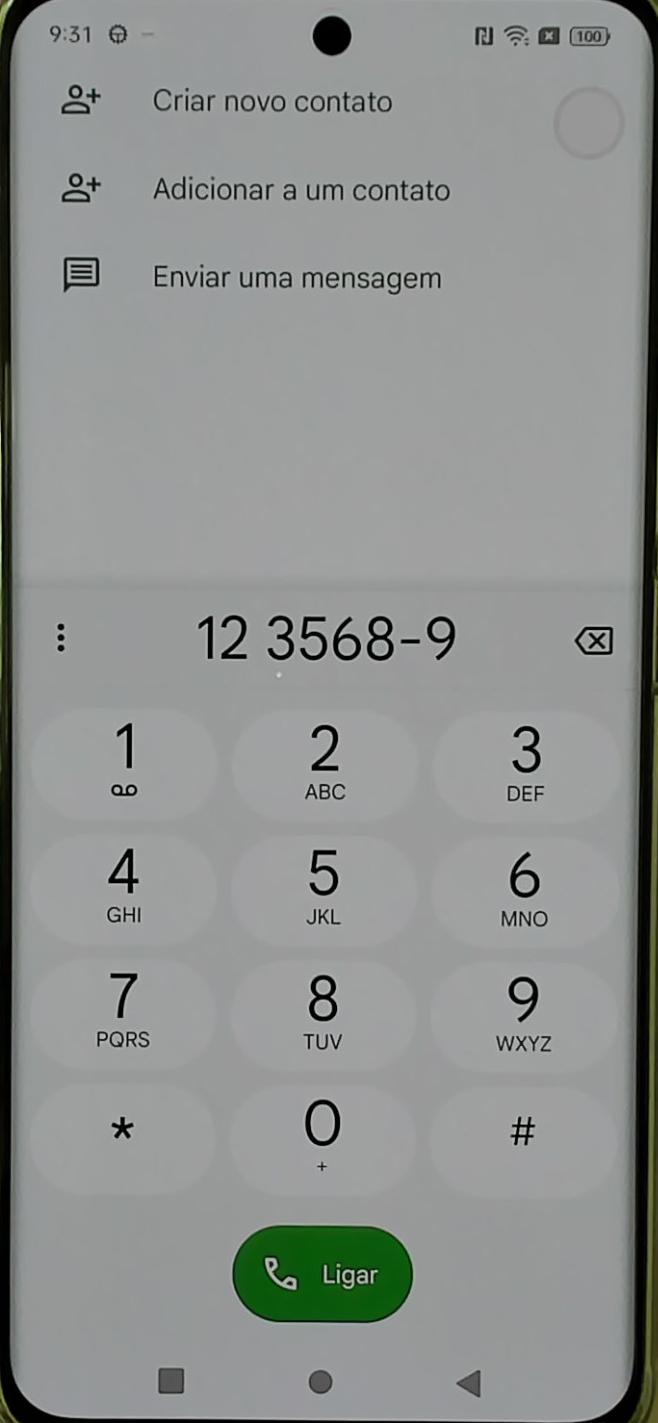 9:31 100
Criar novo contato
Adicionar a um contato
Enviar uma mensagem
12 3568-9
1 2 3
ABC DEF
4 5 6
GHI JKL MNO
7 8 9
PQRS TUV WXYZ
* 0 #
+
Ligar